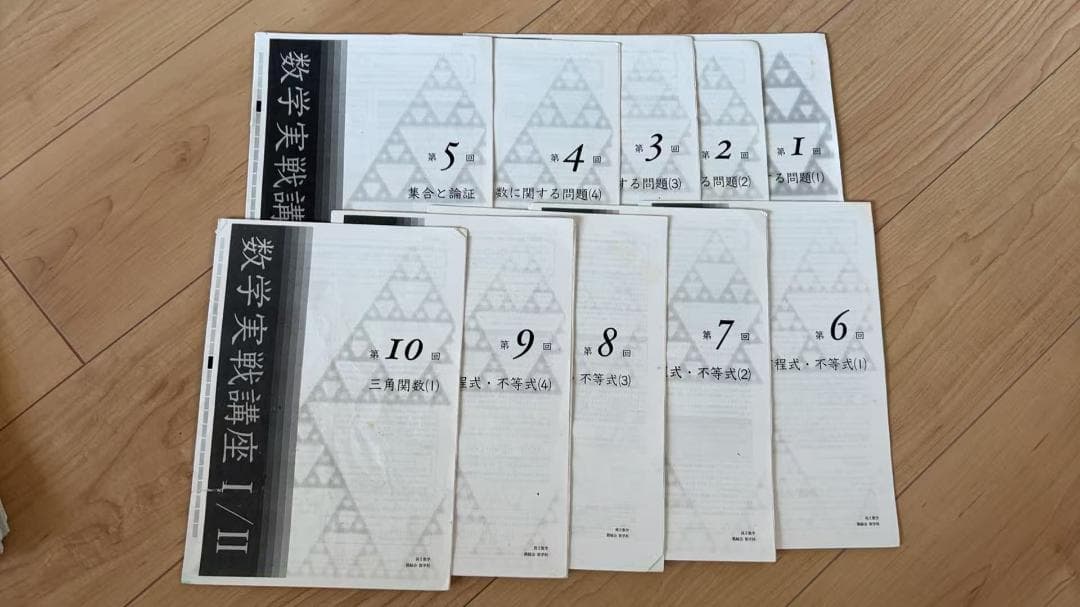 数学実戦講
第5回
集合と論証
第4回
数に関する問題(4)
第3回
する問題(3)
第2回
る問題(2)
第1回
する問題(1)
数学実戦講座 I/II
第10回
三角関数(1)
第9回
程式・不等式(4)
第8回
・不等式(3)
第7回
式・不等式(2)
第6回
程式・不等式(1)